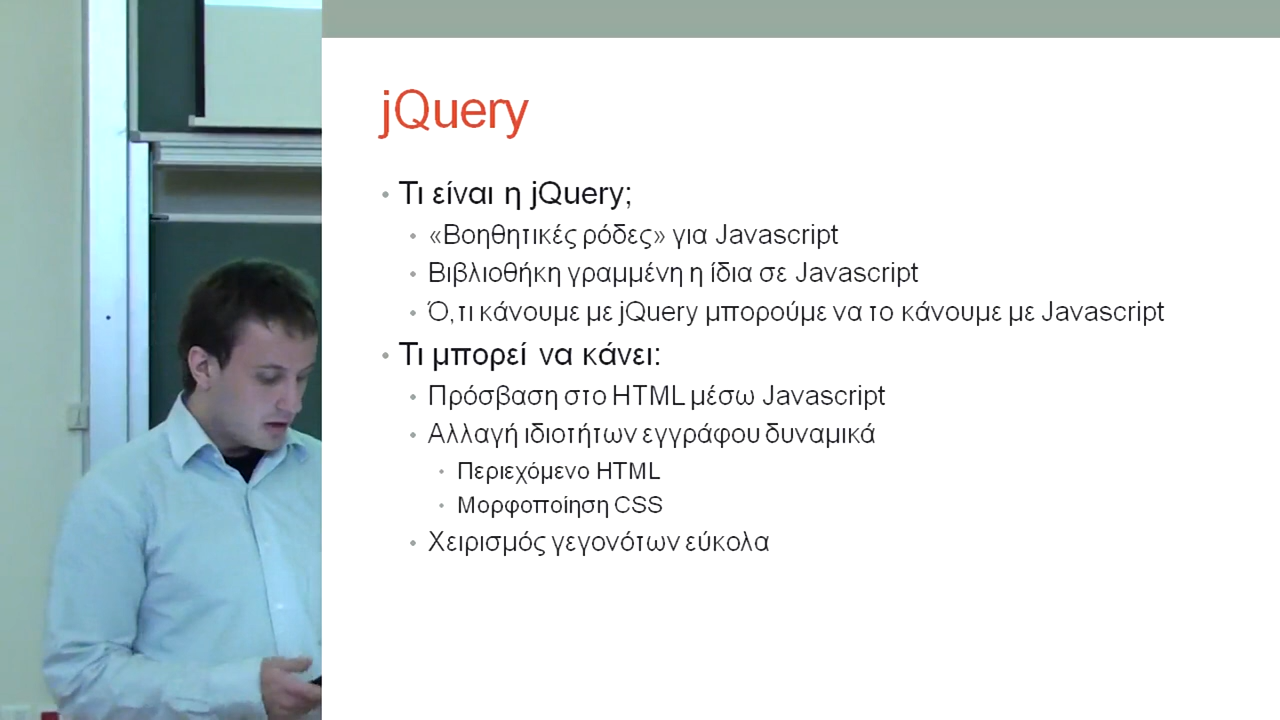 jQuery
• Τι είναι η jQuery;
• «Βοηθητικές ρόδες» για Javascript
• Βιβλιοθήκη γραμμένη η ίδια σε Javascript
• Ό,τι κάνουμε με jQuery μπορούμε να το κάνουμε με Javascript
• Τι μπορεί να κάνει:
• Πρόσβαση στο HTML μέσω Javascript
• Αλλαγή ιδιοτήτων εγγράφου δυναμικά
• Περιεχόμενο HTML
• Μορφοποίηση CSS
• Χειρισμός γεγονότων εύκολα